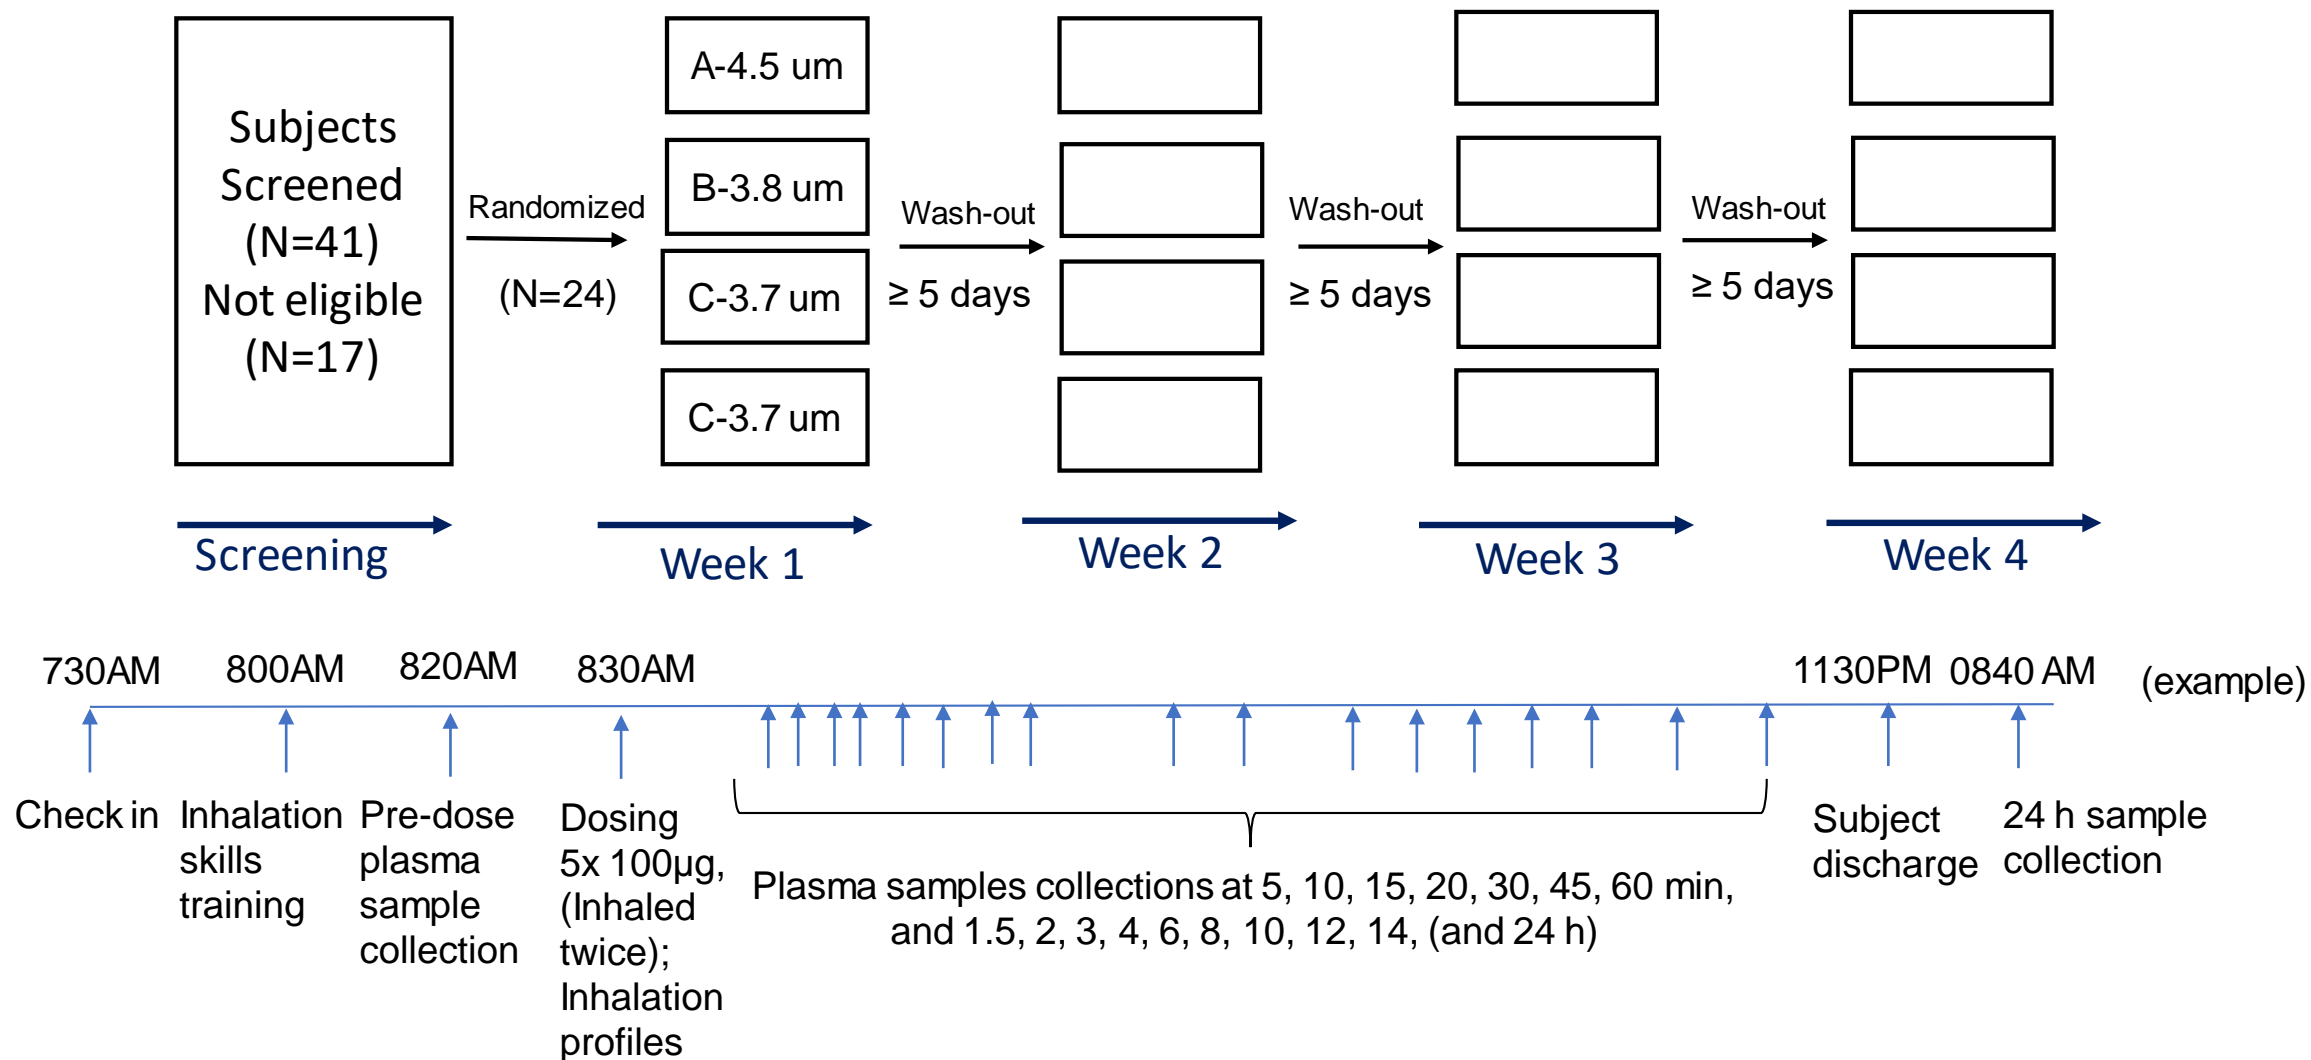 Subjects
Screened
(N=41)
Not eligible
(N=17)
Randomized
(N=24)
A-4.5 um
B-3.8 um
C-3.7 um
C-3.7 um
Wash-out
≥ 5 days
Wash-out
≥ 5 days
Wash-out
≥ 5 days
Screening
Week 1
Week 2
Week 3
Week 4
730AM
800AM
820AM
830AM
1130PM
0840 AM
(example)
Check in
Inhalation
skills
training
Pre-dose
plasma
sample
collection
Dosing
5x 100µg,
(Inhaled
twice);
Inhalation
profiles
Plasma samples collections at 5, 10, 15, 20, 30, 45, 60 min,
and 1.5, 2, 3, 4, 6, 8, 10, 12, 14, (and 24 h)
Subject
discharge
24 h sample
collection